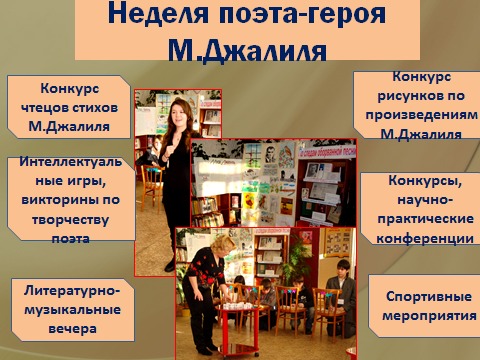 Неделя поэта-героя
М.Джалиля
Конкурс
чтецов стихов
М.Джалиля
Интеллектуаль
ные игры,
викторины по
творчеству
поэта
Литературно-
музыкальные
вечера
Конкурс
рисунков по
произведениям
М.Джалиля
Конкурсы,
научно-
практические
конференции
Спортивные
мероприятия